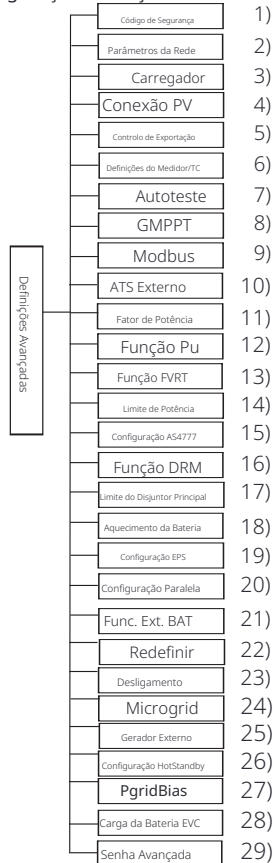 Código de Segurança 1)
Parâmetros da Rede 2)
Carregador 3)
Conexão PV 4)
Controlo de Exportação 5)
Definições do Medidor/TC 6)
Autoteste 7)
GMPPT 8)
Modbus 9)
ATS Externo 10)
Fator de Potência 11)
Função Pu 12)
Função FVRT 13)
Limite de Potência 14)
Configuração AS4777 15)
Função DRM 16)
Limite do Disjuntor Principal 17)
Aquecimento da Bateria 18)
Configuração EPS 19)
Configuração Paralela 20)
Func. Ext. BAT 21)
Redefinir 22)
Desligamento 23)
Microgrid 24)
Gerador Externo 25)
Configuração HotStandby 26)
PgridBias 27)
Carga da Bateria EVC 28)
Senha Avançada 29)
Definições Avançadas